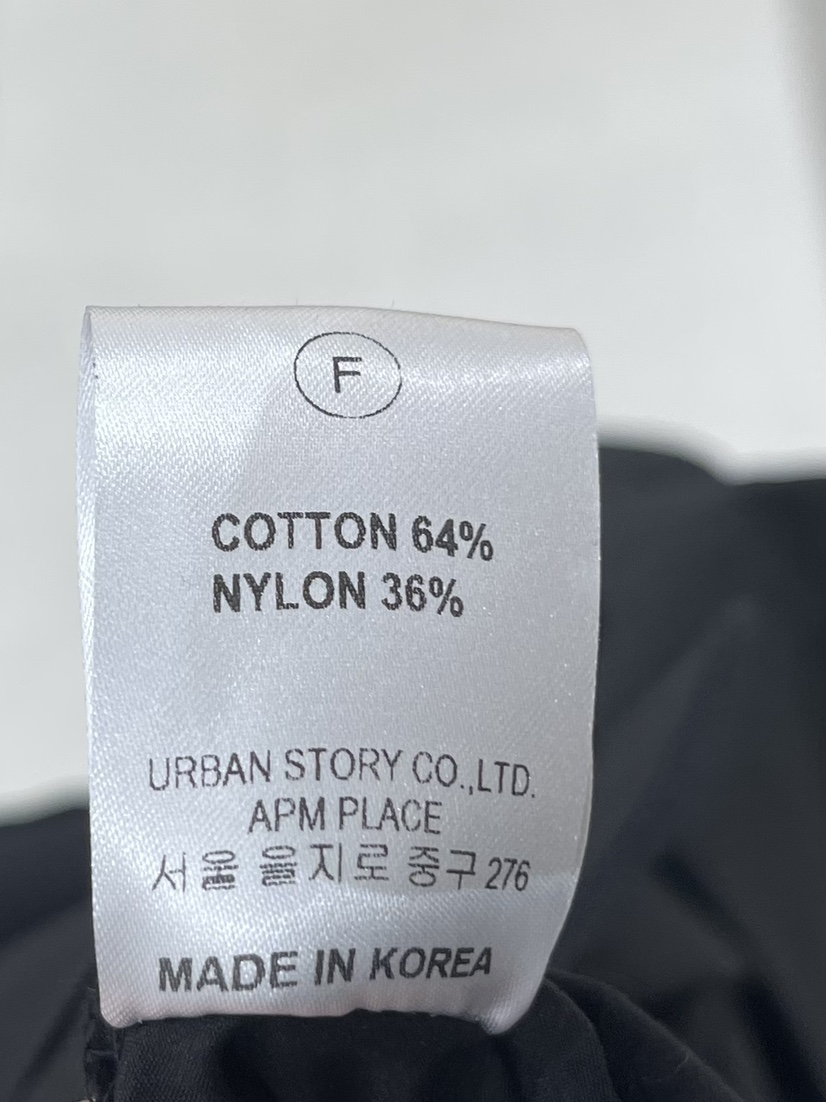 F
COTTON 64%
NYLON 36%
URBAN STORY CO.,LTD.
APM PLACE
서울 을지로 중구 276
MADE IN KOREA